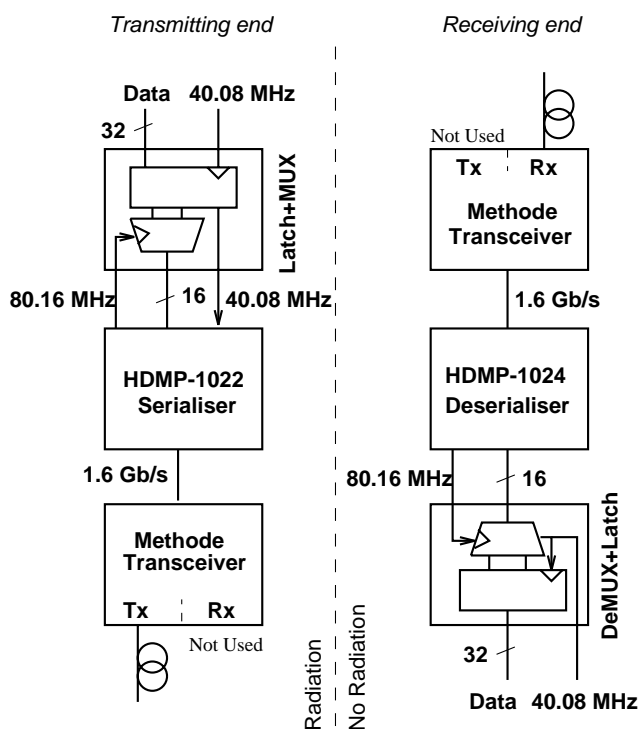 Transmitting end
Data 40.08 MHz
32
Latch+MUX
80.16 MHz
16
40.08 MHz
HDMP-1022
Serialiser
1.6 Gb/s
Methode
Transceiver
Tx Rx
Not Used
Radiation
No Radiation
Receiving end
Not Used
Tx Rx
Methode
Transceiver
1.6 Gb/s
HDMP-1024
Deserialiser
80.16 MHz
16
DeMUX+Latch
32
Data 40.08 MHz